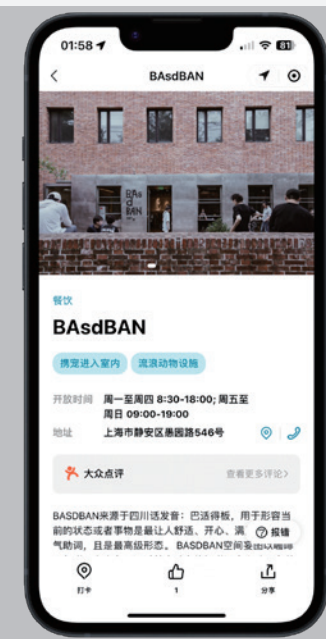 01:58
81
BAsdBAN
BAs
d
BAN
餐饮
BAsdBAN
携宠进入室内 流浪动物设施
开放时间 周一至周四 8:30-18:00; 周五至
周日 09:00-19:00
地址 上海市静安区愚园路546号
大众点评 查看更多评论>
BASDBAN来源于四川话发音：巴适得板，用于形容当
前的状态或者事物是最让人舒适、开心、满
报错
气助词，且是最高级形态。 BASDBAN空间
打卡
1
分享